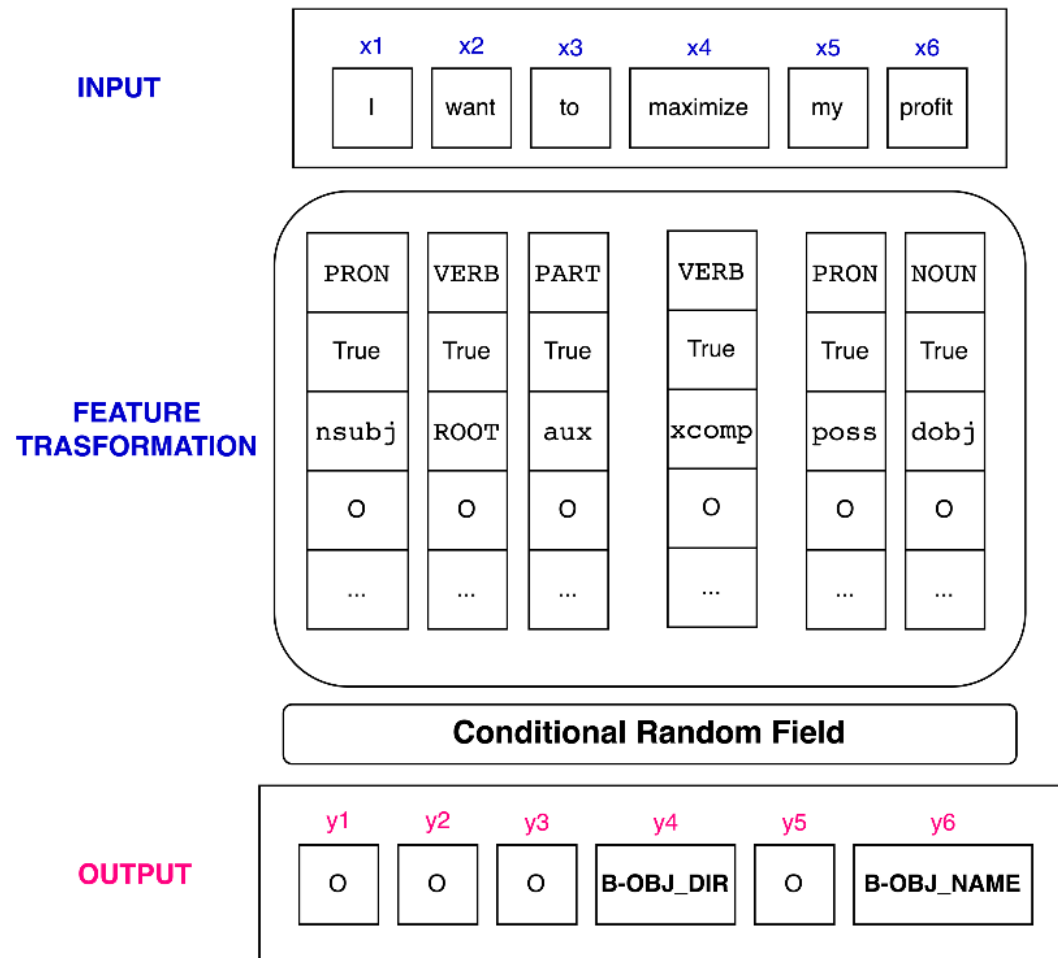 x1 x2 x3 x4 x5 x6
INPUT
I want to maximize my profit
PRON VERB PART VERB PRON NOUN
True True True True True True
FEATURE
TRASFORMATION
nsubj ROOT aux xcomp poss dobj
O O O O O O
... ... ... ... ... ...
Conditional Random Field
y1 y2 y3 y4 y5 y6
OUTPUT
O O O B-OBJ_DIR O B-OBJ_NAME